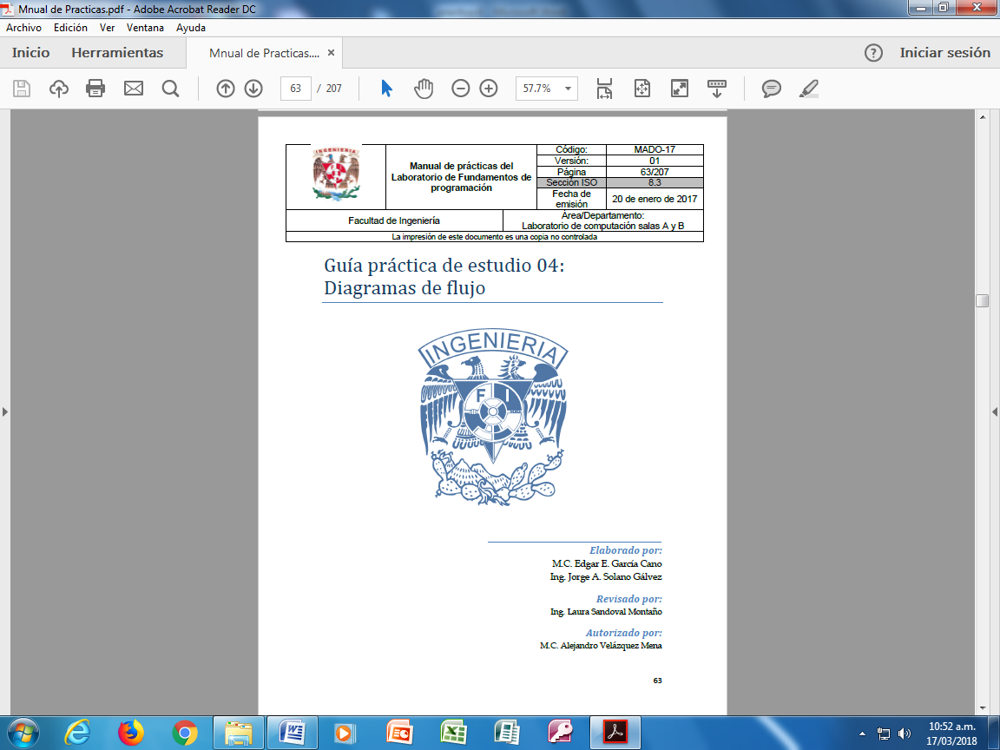 Mnual de Practicas.pdf - Adobe Acrobat Reader DC
Archivo Edición Ver Ventana Ayuda
Inicio Herramientas Mnual de Practicas.... × ? Iniciar sesión
63 / 207 57.7%
INGENIERIA
Manual de prácticas del
Laboratorio de Fundamentos de
programación
Código: MADO-17
Versión: 01
Página 63/207
Sección ISO 8.3
Fecha de
emisión
20 de enero de 2017
Facultad de Ingeniería
Área/Departamento:
Laboratorio de computación salas A y B
La impresión de este documento es una copia no controlada
Guía práctica de estudio 04:
Diagramas de flujo
INGENIERIA
F I
Elaborado por:
M.C. Edgar E. García Cano
Ing. Jorge A. Solano Gálvez
Revisado por:
Ing. Laura Sandoval Montaño
Autorizado por:
M.C. Alejandro Velázquez Mena
63
10:52 a.m.
17/03/2018